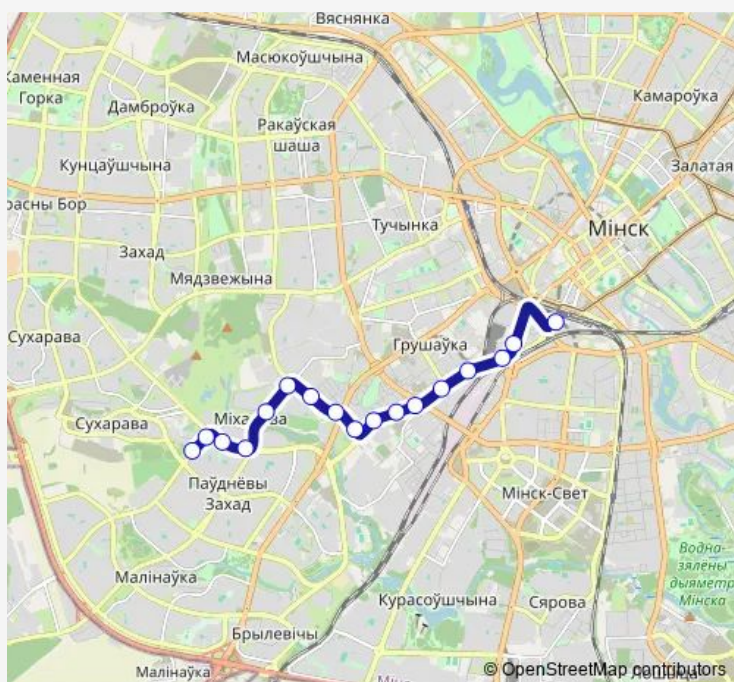 Вяснянка
Масюкоўшчына
Каменная
Горка
Дамброўка
Камароўка
Ракаўская
шаша
Кунцаўшчына
Залатая
расны Бор
Тучынка
Мінск
Захад
Мядзвежына
Сухарава
Грушаўка
Сухарава
Паўднёвы
Захад
Мінск-Свет
Водна-
зялёны
дыяметр
Мінска
Малінаўка
Курасоўшчына
Сярова
Брылевічы
Малінаўка
© OpenStreetMap contributors